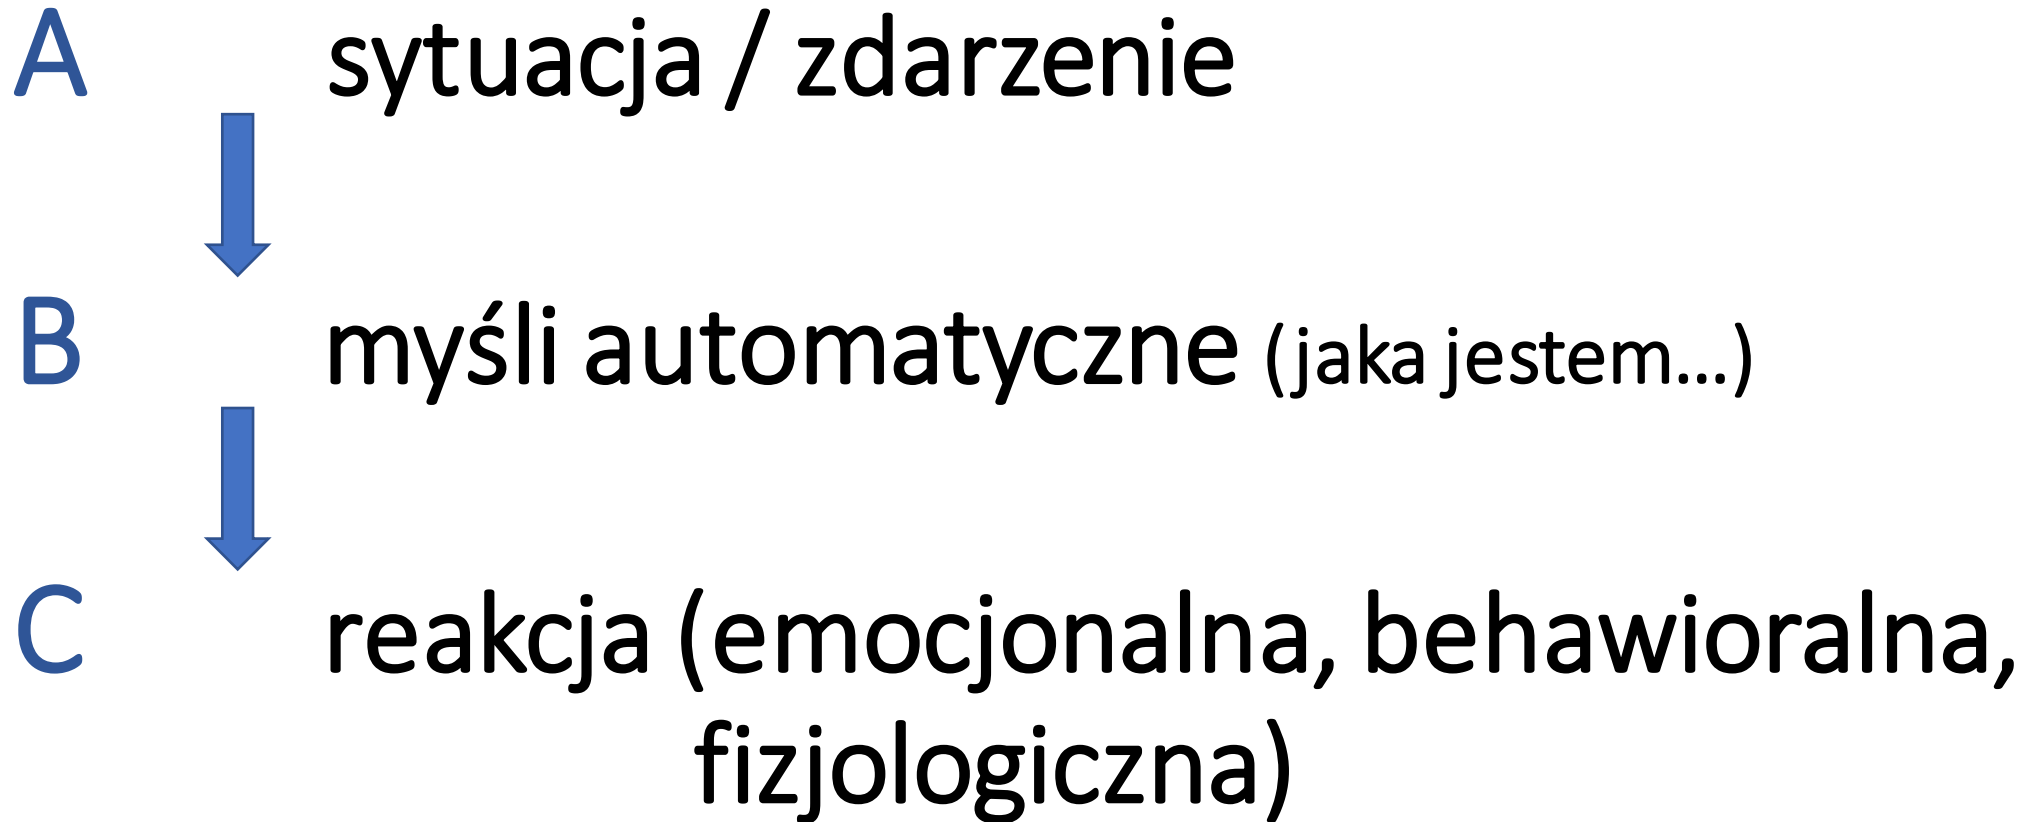 A sytuacja / zdarzenie
B myśli automatyczne (jaka jestem...)
C reakcja (emocjonalna, behawioralna,
fizjologiczna)